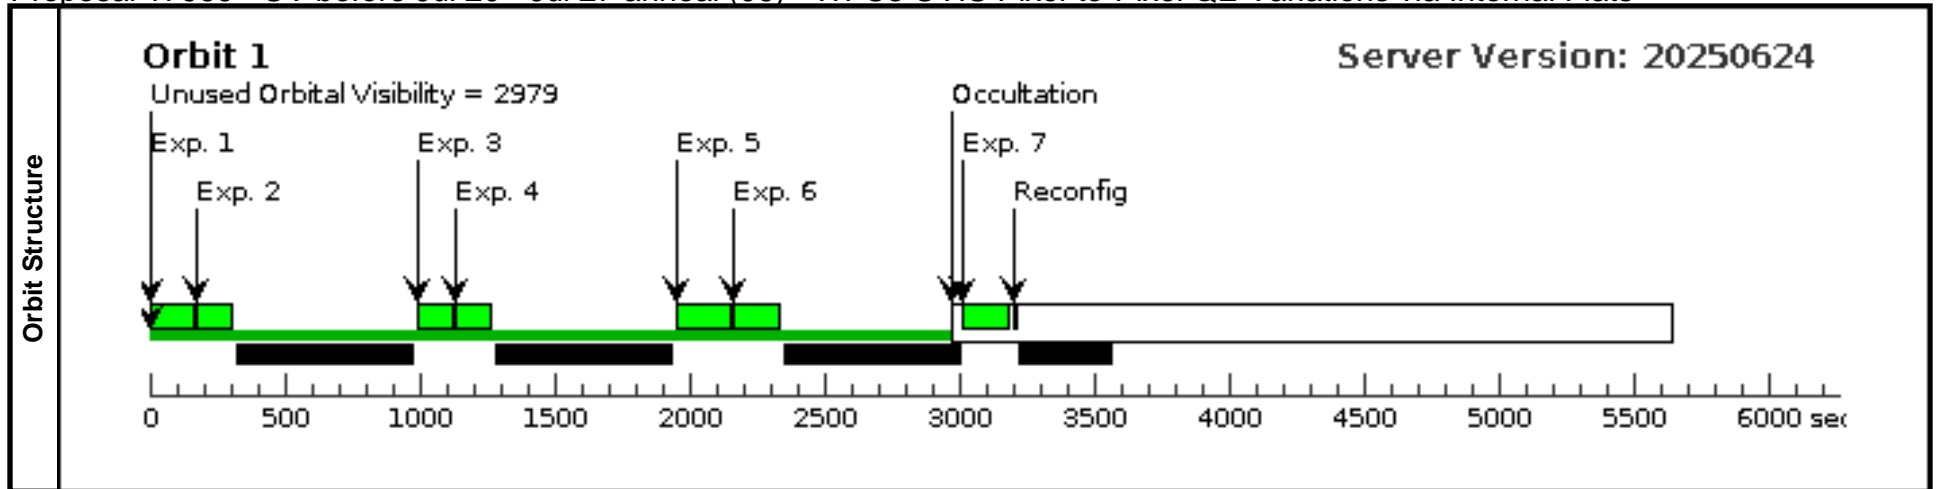 Orbit Structure
Orbit 1
Server Version: 20250624
Unused Orbital Visibility = 2979
Occultation
Exp. 1
Exp. 3
Exp. 5
Exp. 7
Exp. 2
Exp. 4
Exp. 6
Reconfig
0 500 1000 1500 2000 2500 3000 3500 4000 4500 5000 5500 6000